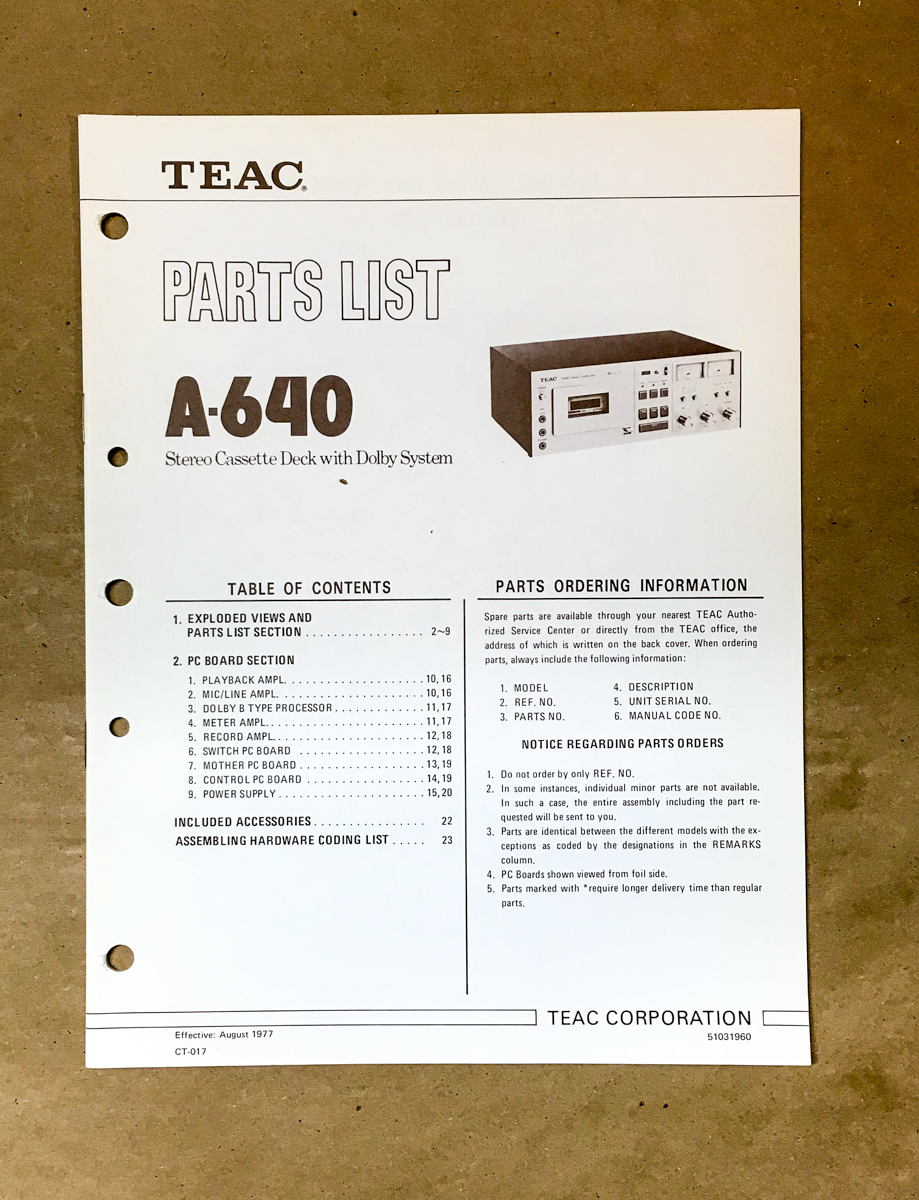 TEAC®
PARTS LIST
A-640
Stereo Cassette Deck with Dolby System
TEAC
TABLE OF CONTENTS
1. EXPLODED VIEWS AND
PARTS LIST SECTION . . . . . . . . . . . . . . . . . 2~9
2. PC BOARD SECTION
1. PLAYBACK AMPL. . . . . . . . . . . . . . . . . . . . 10, 16
2. MIC/LINE AMPL. . . . . . . . . . . . . . . . . . . . . 10, 16
3. DOLBY B TYPE PROCESSOR . . . . . . . . . . . . . 11, 17
4. METER AMPL. . . . . . . . . . . . . . . . . . . . . . . 11, 17
5. RECORD AMPL. . . . . . . . . . . . . . . . . . . . . . 12, 18
6. SWITCH PC BOARD . . . . . . . . . . . . . . . . . . 12, 18
7. MOTHER PC BOARD . . . . . . . . . . . . . . . . . . 13, 19
8. CONTROL PC BOARD . . . . . . . . . . . . . . . . . 14, 19
9. POWER SUPPLY . . . . . . . . . . . . . . . . . . . . . 15, 20
INCLUDED ACCESSORIES . . . . . . . . . . . . . . . . 22
ASSEMBLING HARDWARE CODING LIST . . . . . 23
PARTS ORDERING INFORMATION
Spare parts are available through your nearest TEAC Autho-
rized Service Center or directly from the TEAC office, the
address of which is written on the back cover. When ordering
parts, always include the following information:
1. MODEL
2. REF. NO.
3. PARTS NO.
4. DESCRIPTION
5. UNIT SERIAL NO.
6. MANUAL CODE NO.
NOTICE REGARDING PARTS ORDERS
1. Do not order by only REF. NO.
2. In some instances, individual minor parts are not available.
In such a case, the entire assembly including the part re-
quested will be sent to you.
3. Parts are identical between the different models with the ex-
ceptions as coded by the designations in the REMARKS
column.
4. PC Boards shown viewed from foil side.
5. Parts marked with *require longer delivery time than regular
parts.
TEAC CORPORATION
Effective: August 1977
51031960
CT-017